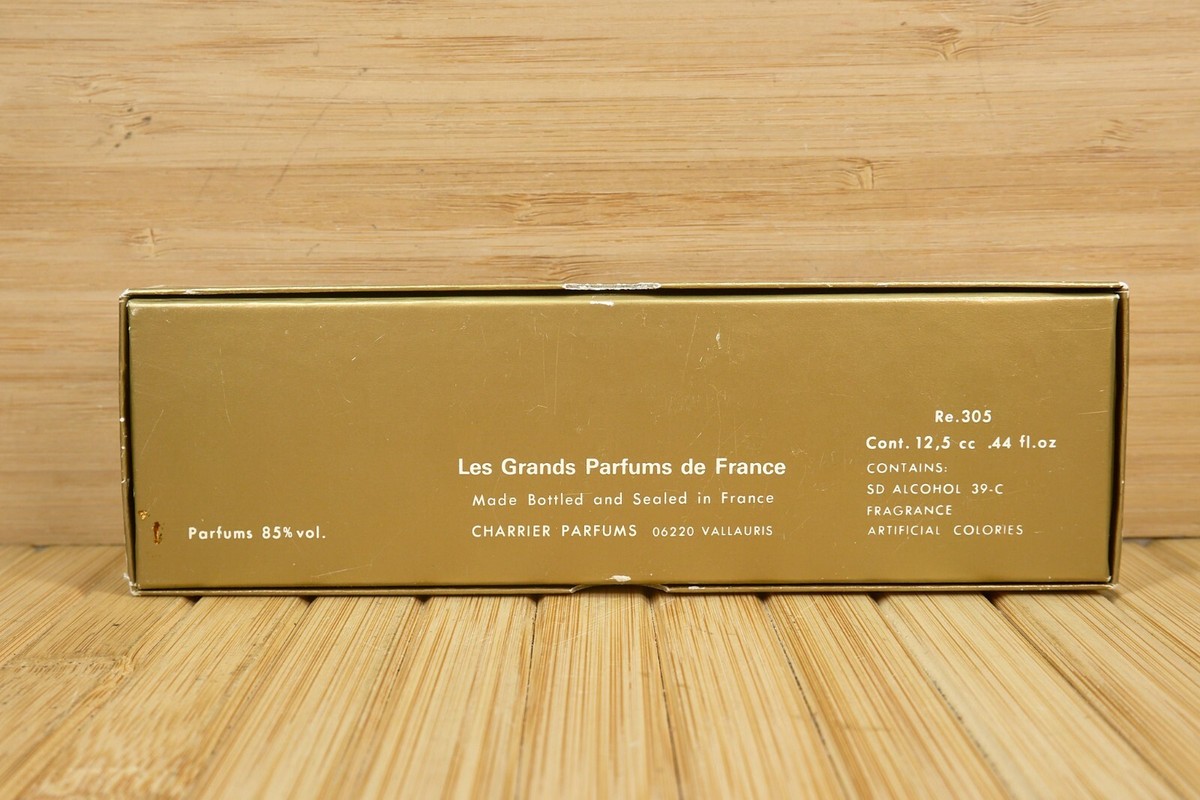 Re.305
Cont. 12,5 cc .44 fl.oz
CONTAINS:
SD ALCOHOL 39-C
FRAGRANCE
ARTIFICIAL COLORIES
Les Grands Parfums de France
Made Bottled and Sealed in France
CHARRIER PARFUMS 06220 VALLAURIS
Parfums 85% vol.